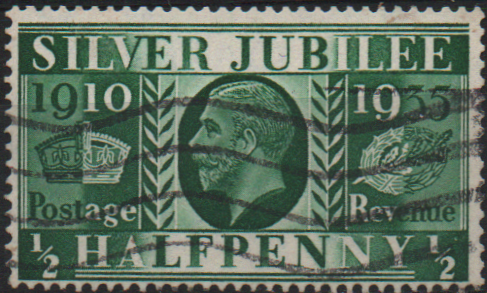 SILVER JUBILEE
1910 1935
Postage Revenue
½ HALFPENNY ½